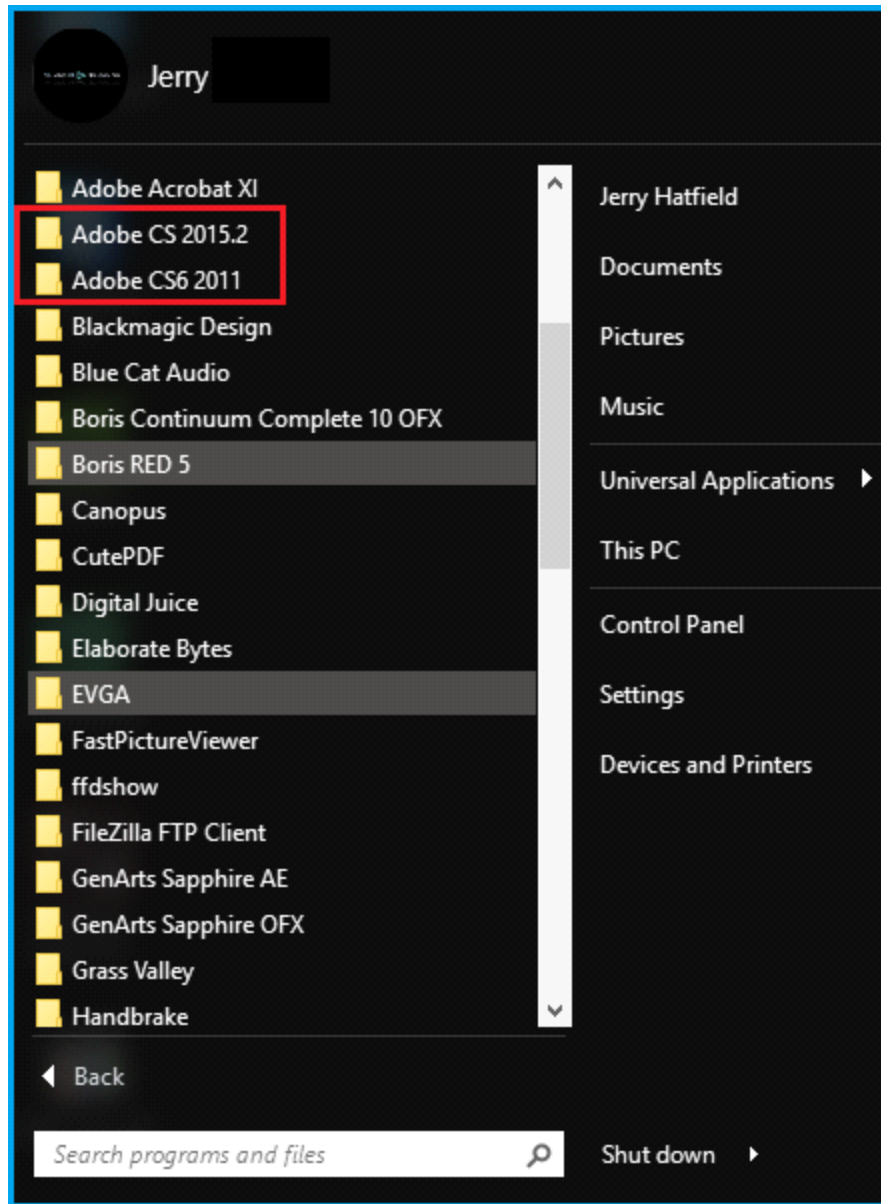 Jerry
Adobe Acrobat XI
Adobe CS 2015.2
Adobe CS6 2011
Blackmagic Design
Blue Cat Audio
Boris Continuum Complete 10 OFX
Boris RED 5
Canopus
CutePDF
Digital Juice
Elaborate Bytes
EVGA
FastPictureViewer
ffdshow
FileZilla FTP Client
GenArts Sapphire AE
GenArts Sapphire OFX
Grass Valley
Handbrake
Back
Search programs and files
Jerry Hatfield
Documents
Pictures
Music
Universal Applications
This PC
Control Panel
Settings
Devices and Printers
Shut down